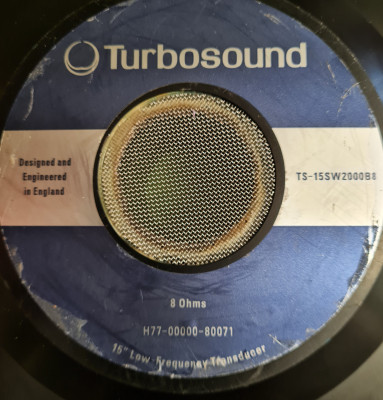 Turbosound
Designed and
Engineered
in England
TS-15SW2000B8
8 Ohms
H77-00000-80071
15" Low-Frequency Transducer